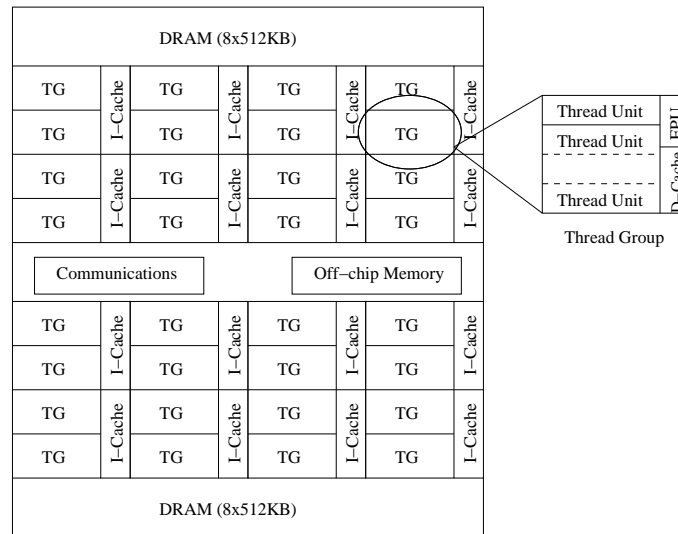 DRAM (8x512KB)
TG I−Cache TG I−Cache TG I−Cache TG I−Cache
TG TG TG TG
TG I−Cache TG I−Cache TG I−Cache TG I−Cache
TG TG TG TG
Thread Unit FPU
Thread Unit
Thread Unit D−Cache
Thread Group
Communications Off−chip Memory
TG I−Cache TG I−Cache TG I−Cache TG I−Cache
TG TG TG TG
TG I−Cache TG I−Cache TG I−Cache TG I−Cache
TG TG TG TG
DRAM (8x512KB)